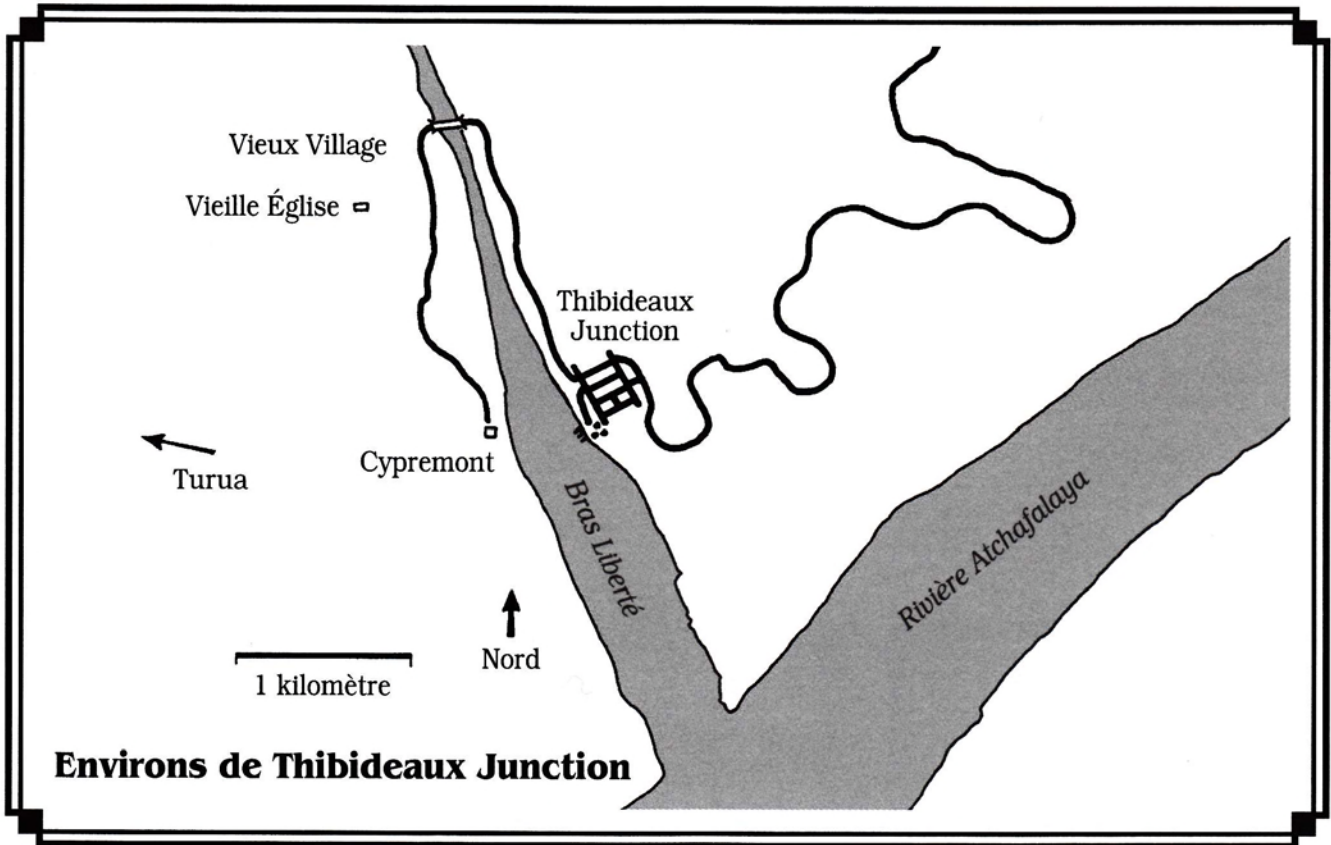 Vieux Village
Vieille Église
Thibideaux
Junction
Turua
Cypremont
Bras Liberté
Rivière Atchafalaya
Nord
1 kilomètre
Environs de Thibideaux Junction